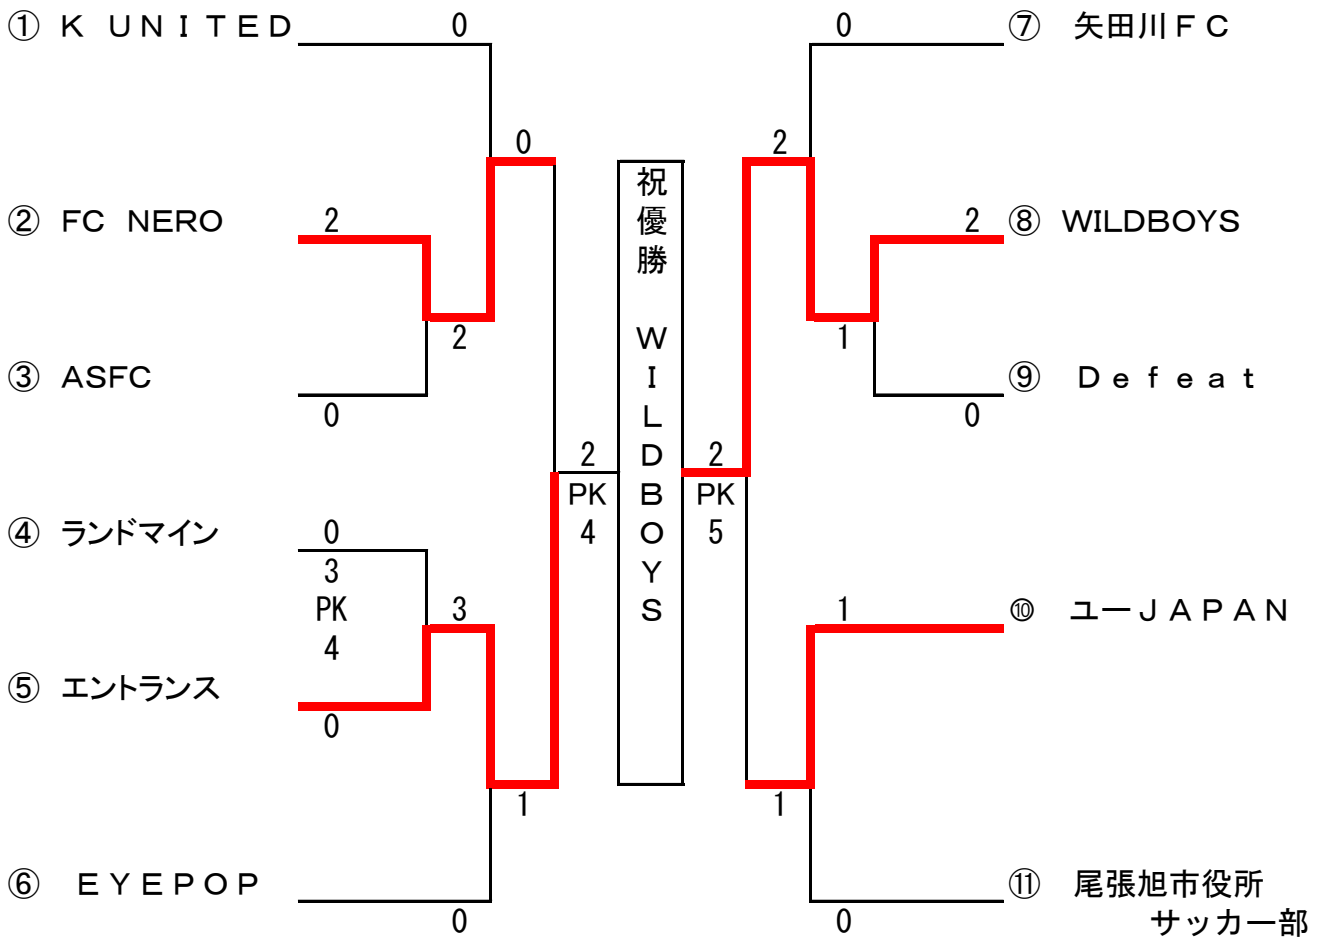 ① Ｋ ＵＮＩＴＥＤ
0
② FC NERO
2
③ ASFC
0
2
0
④ ランドマイン
0
3
PK
4
⑤ エントランス
0
3
1
⑥ ＥＹＥＰＯＰ
0
2
PK
4
祝優勝 ＷＩＬＤＢＯＹＳ
2
PK
5
0
⑦ 矢田川ＦＣ
2
2
⑧ WILDBOYS
1
⑨ Ｄｅｆｅａｔ
0
1
⑩ ユーＪＡＰＡＮ
1
⑪ 尾張旭市役所
サッカー部
0